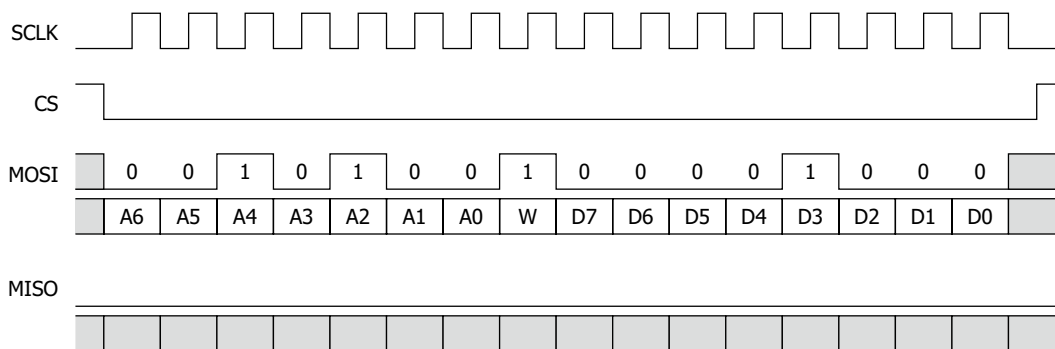 SCLK
CS
MOSI 0 0 1 0 1 0 0 1 0 0 0 0 1 0 0 0
A6 A5 A4 A3 A2 A1 A0 W D7 D6 D5 D4 D3 D2 D1 D0
MISO